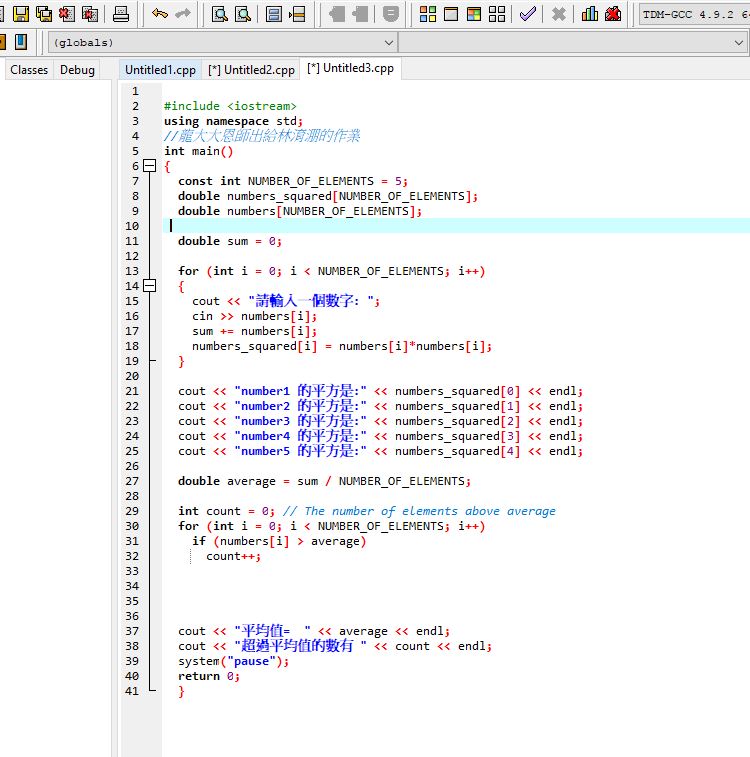 TDM-GCC 4.9.2 6
(globals)
Classes Debug Untitled1.cpp [*] Untitled2.cpp [*] Untitled3.cpp
1
2 #include <iostream>
3 using namespace std;
4 //龍大大恩師出給林淯溯的作業
5 int main()
6 {
7 const int NUMBER_OF_ELEMENTS = 5;
8 double numbers_squared[NUMBER_OF_ELEMENTS];
9 double numbers[NUMBER_OF_ELEMENTS];
10
11 double sum = 0;
12
13 for (int i = 0; i < NUMBER_OF_ELEMENTS; i++)
14 {
15 cout << "請輸入一個數字: ";
16 cin >> numbers[i];
17 sum += numbers[i];
18 numbers_squared[i] = numbers[i]*numbers[i];
19 }
20
21 cout << "number1 的平方是:" << numbers_squared[0] << endl;
22 cout << "number2 的平方是:" << numbers_squared[1] << endl;
23 cout << "number3 的平方是:" << numbers_squared[2] << endl;
24 cout << "number4 的平方是:" << numbers_squared[3] << endl;
25 cout << "number5 的平方是:" << numbers_squared[4] << endl;
26
27 double average = sum / NUMBER_OF_ELEMENTS;
28
29 int count = 0; // The number of elements above average
30 for (int i = 0; i < NUMBER_OF_ELEMENTS; i++)
31 if (numbers[i] > average)
32 count++;
33
34
35
36
37 cout << "平均值=  " << average << endl;
38 cout << "超過平均值的數有 " << count << endl;
39 system("pause");
40 return 0;
41 }